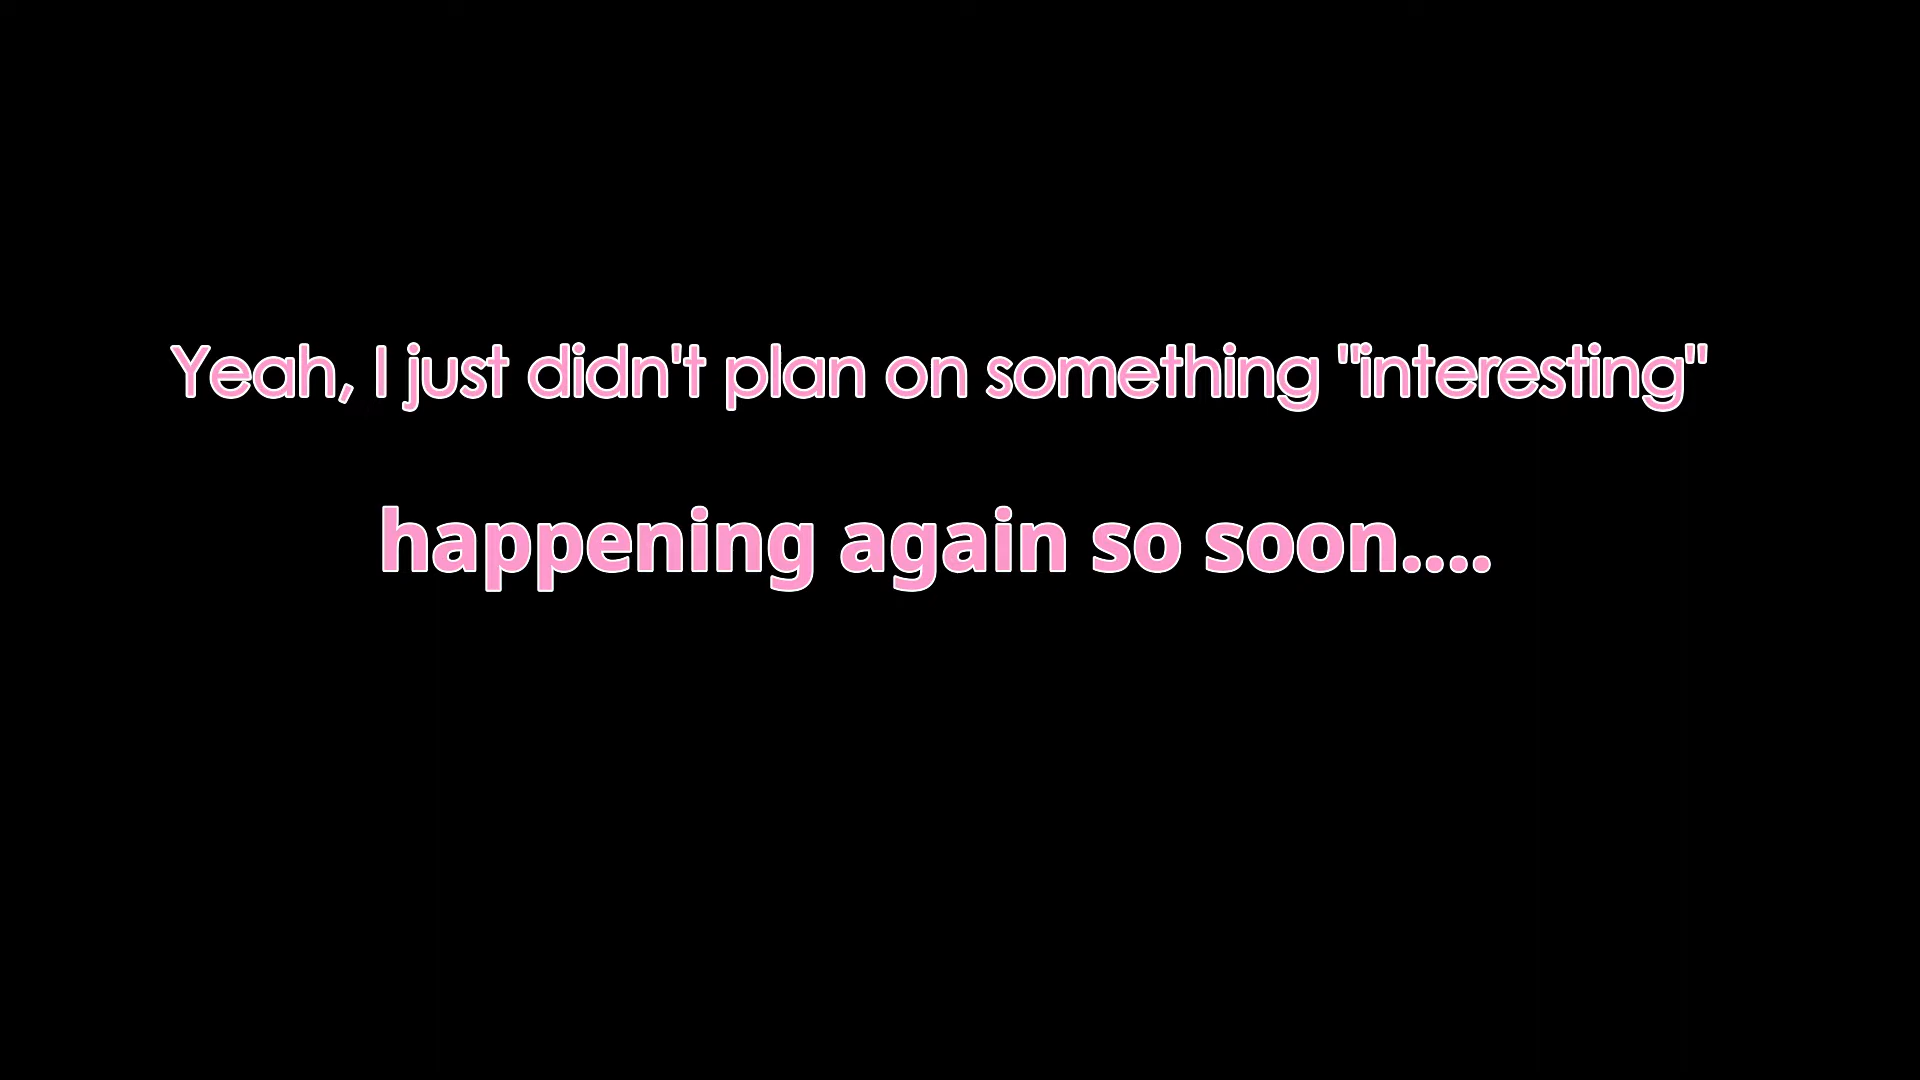 Yeah, I just didn't plan on something "interesting"
happening again so soon....